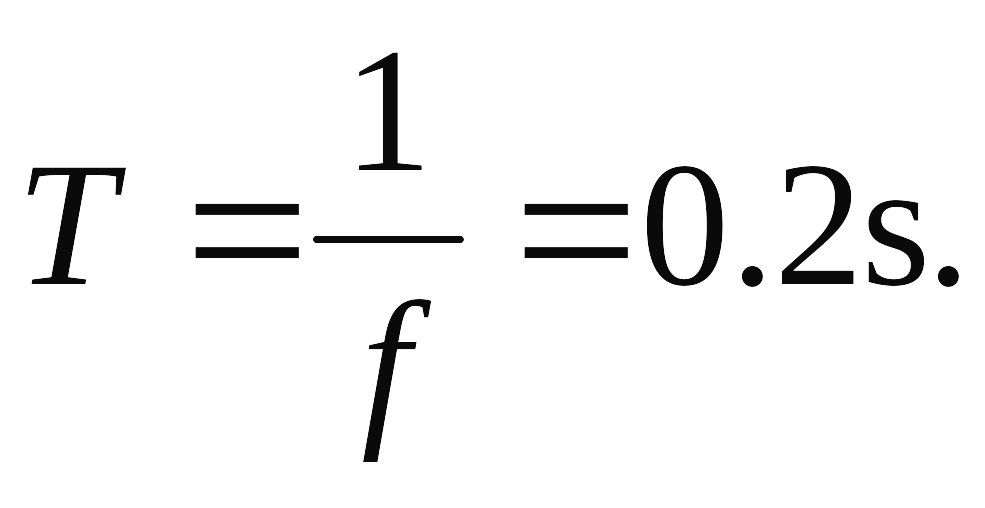 T = 1/f = 0.2s.